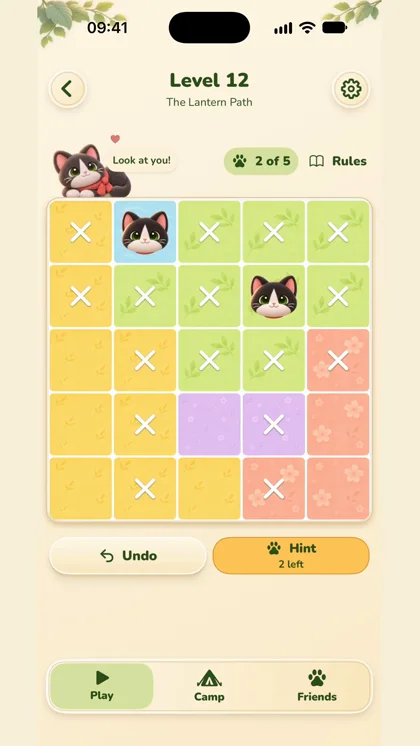 09:41
Level 12
The Lantern Path
Look at you!
2 of 5
Rules
Undo
Hint
2 left
Play
Camp
Friends